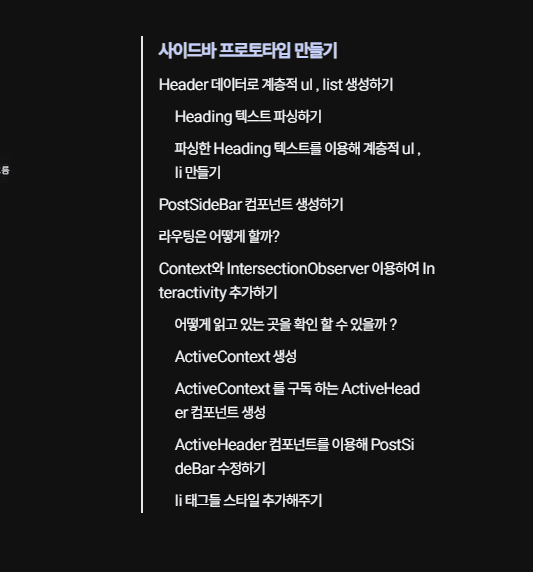 사이드바 프로토타입 만들기
Header 데이터로 계층적 ul , list 생성하기
Heading 텍스트 파싱하기
파싱한 Heading 텍스트를 이용해 계층적 ul ,
li 만들기
PostSideBar 컴포넌트 생성하기
라우팅은 어떻게 할까?
Context와 IntersectionObserver 이용하여 In
teractivity 추가하기
어떻게 읽고 있는 곳을 확인 할 수 있을까 ?
ActiveContext 생성
ActiveContext 를 구독 하는 ActiveHead
er 컴포넌트 생성
ActiveHeader 컴포넌트를 이용해 PostSi
deBar 수정하기
li 태그들 스타일 추가해주기